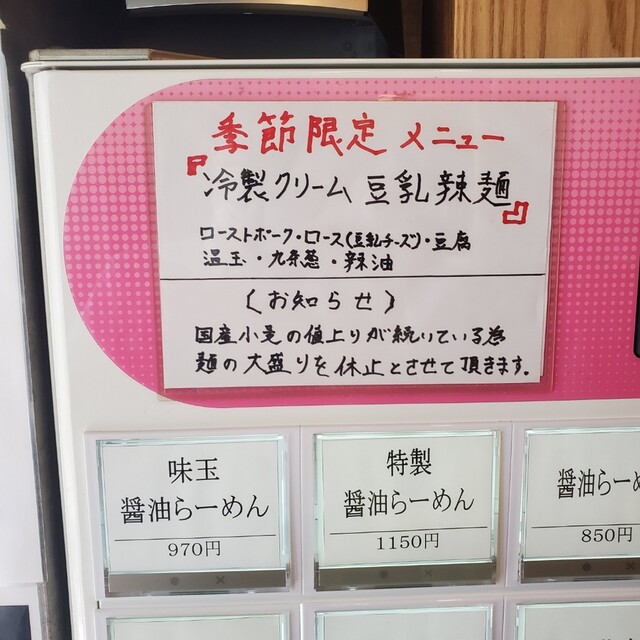 季節限定 メニュー
『冷製クリーム 豆乳辣麺』
ローストポーク・ロース(豆乳チーズ)・豆腐
温玉・九条葱・辣油
〈お知らせ〉
国産小麦の値上りが続いている為
麺の大盛りを休止とさせて頂きます。
味玉
醤油らーめん
970円
特製
醤油らーめん
1150円
醤油らーめ
850円